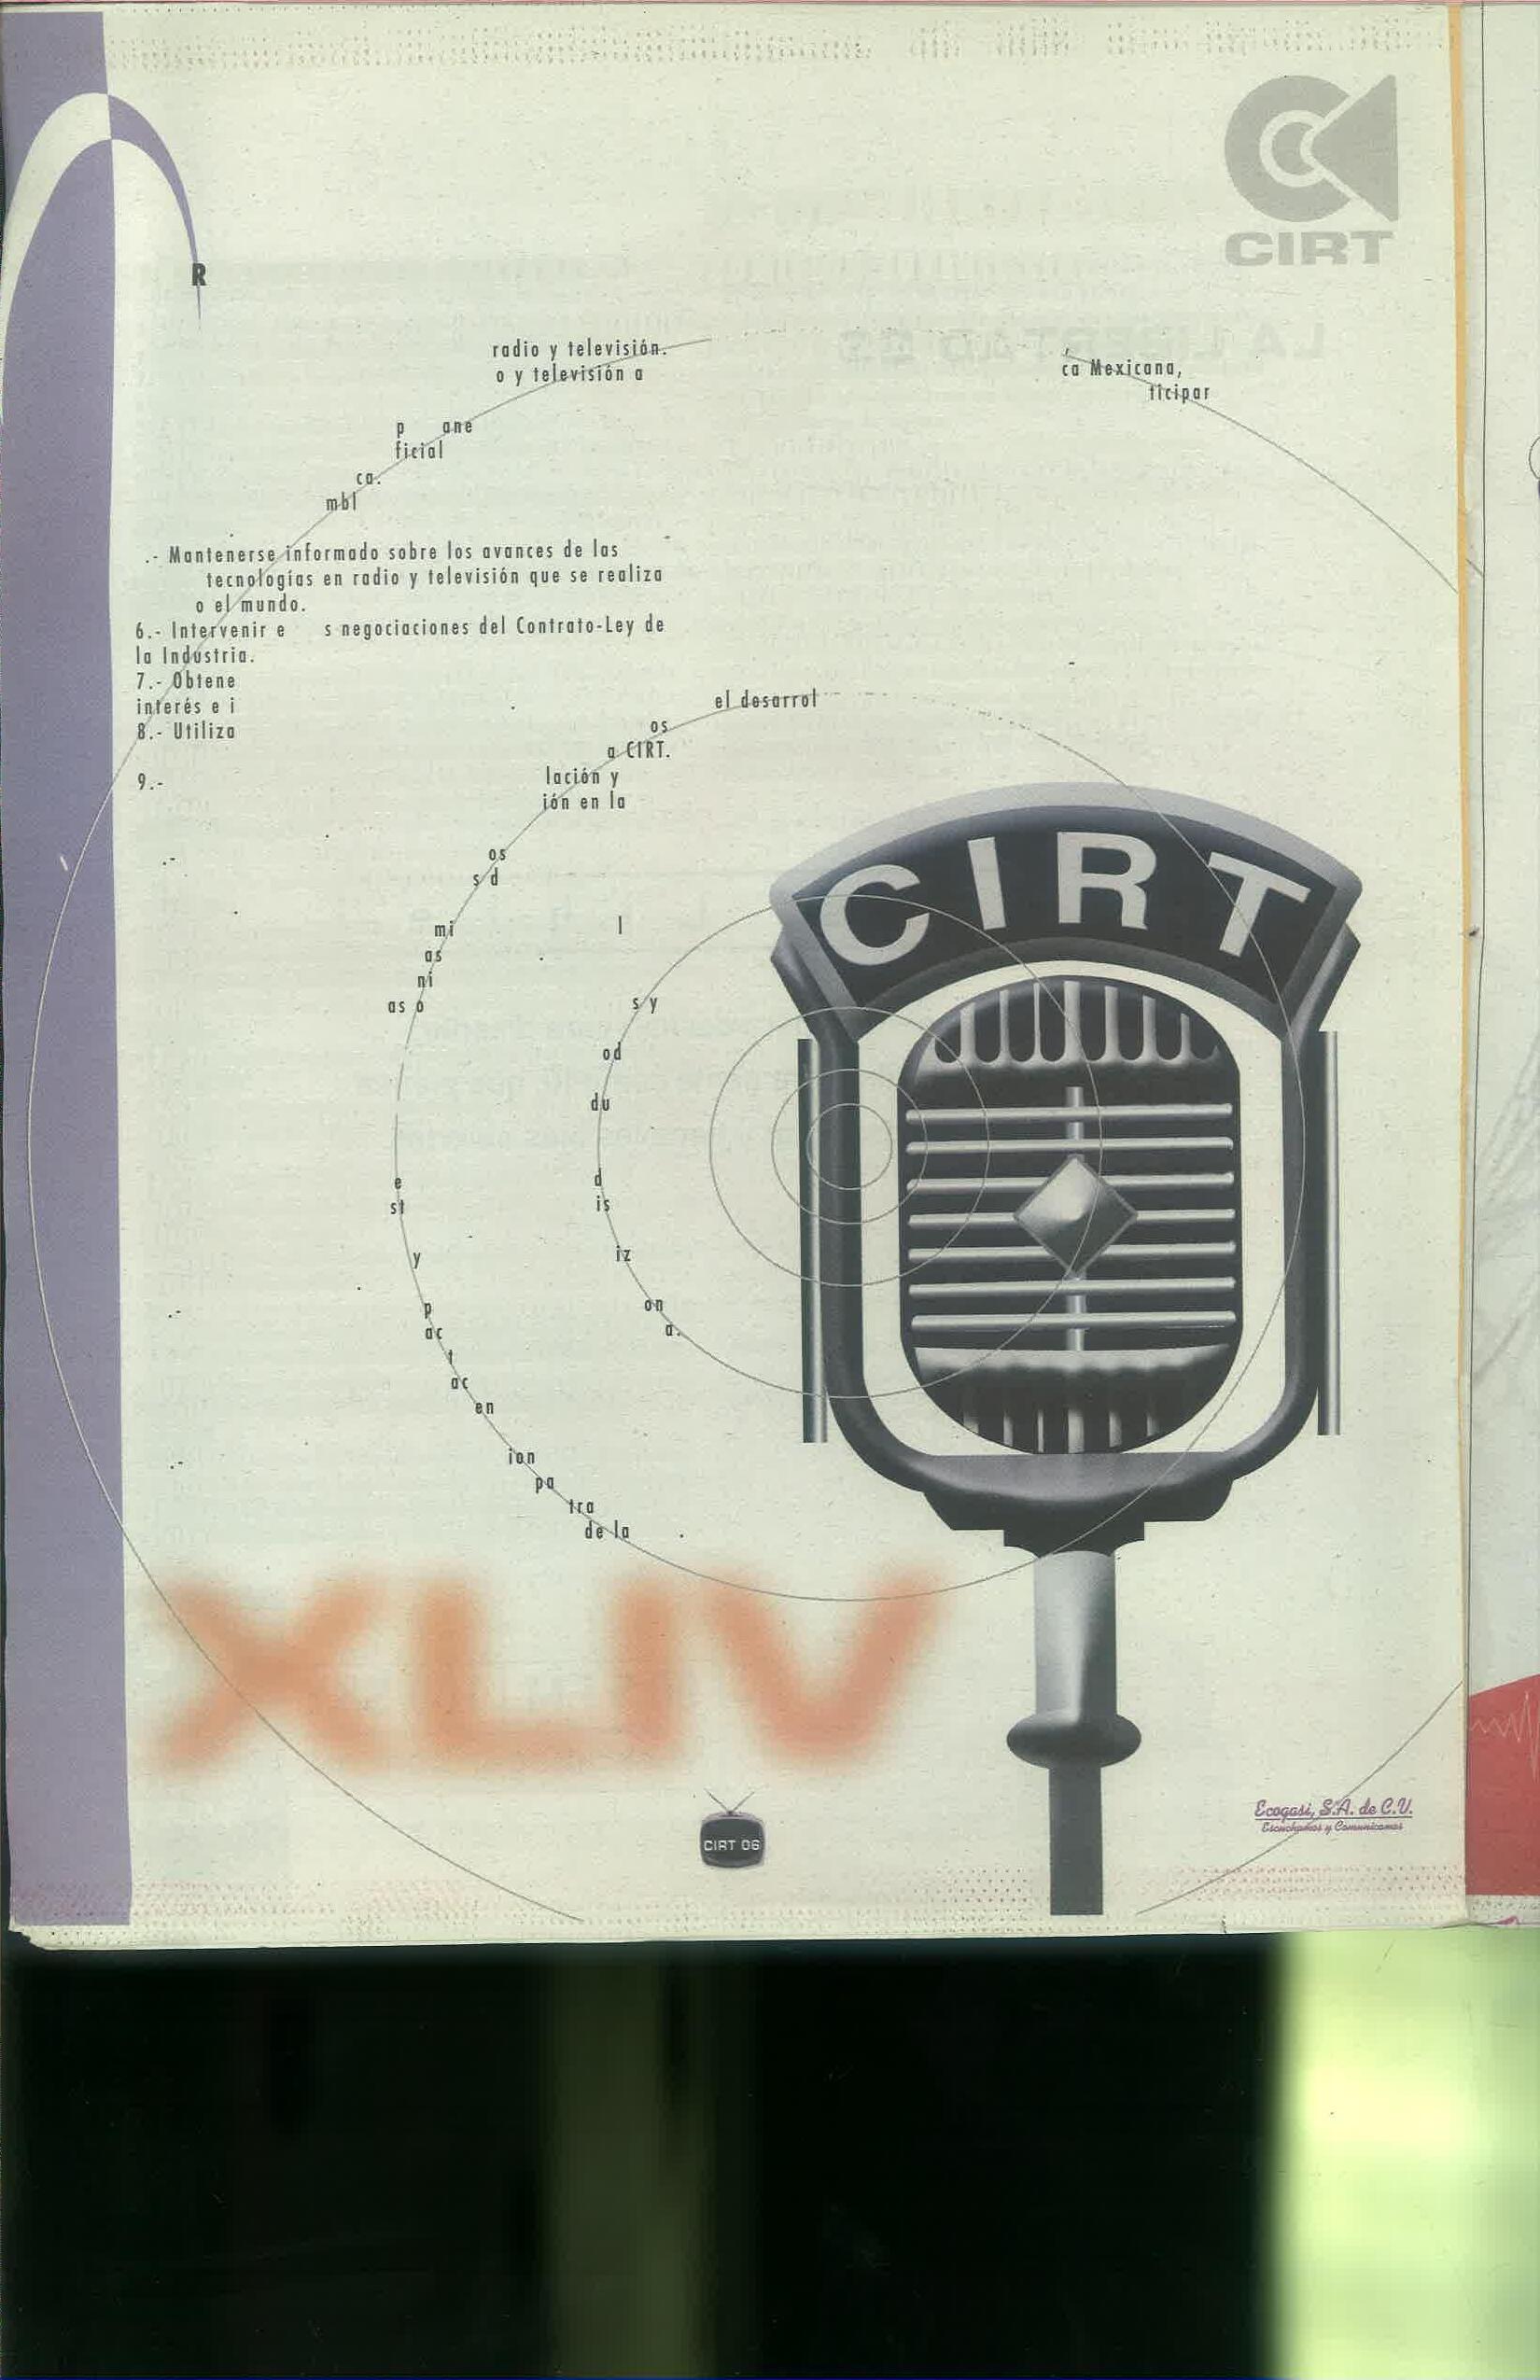 CIRT
R
radio y televisión.
o y televisión a
ca Mexicana,
ticipar
p ane
ficial
ca.
mbl
.- Mantenerse informado sobre los avances de las
tecnologías en radio y televisión que se realiza
o el mundo.
6.- Intervenir e s negociaciones del Contrato-Ley de
la Industria.
7.- Obtene
interés e i
8.- Utiliza
9.-
el desarrol
os
a CIRT.
lación y
ión en la
.-
os
s d
mi l
as
ni
as o
s y
od
du
e
st
d
is
y
iz
p
ac
t
ac
en
on
a.
.-
ion
pa
tra
de la .
.-
CIRT
XLIV
CIRT 06
Ecogasi, S.A. de C.V.
Escuchamos y Comunicamos